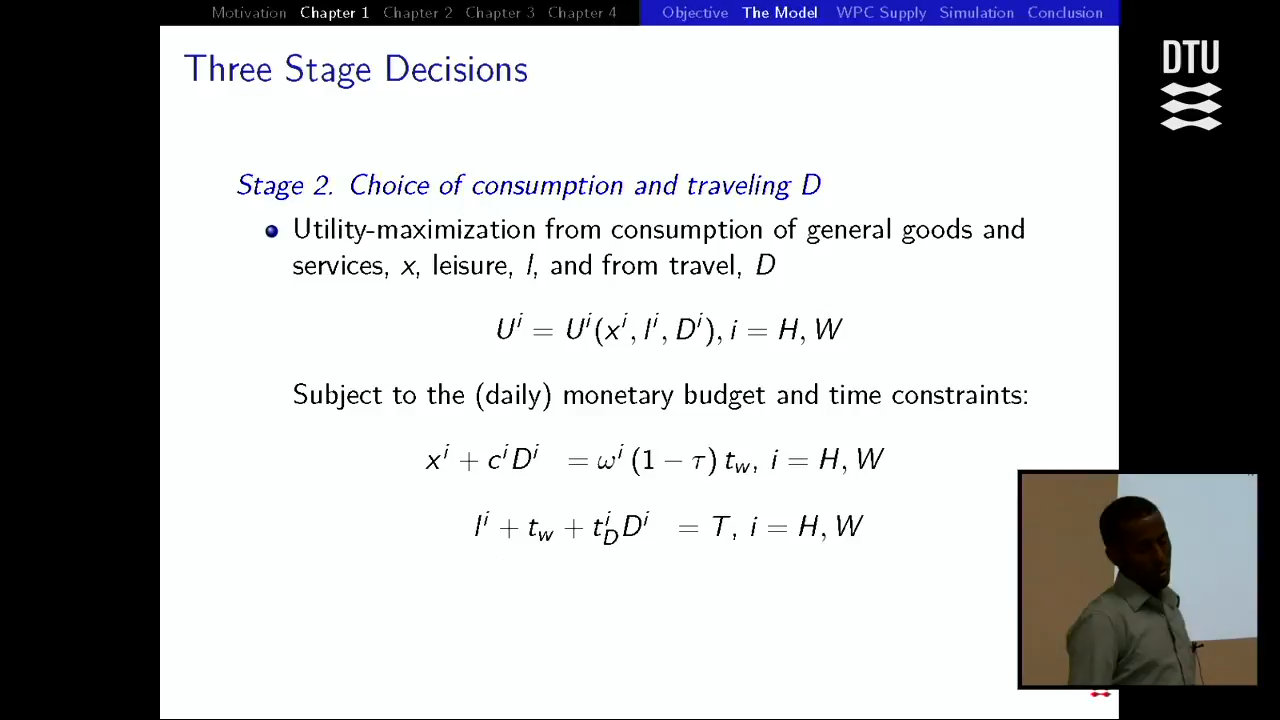 Motivation Chapter 1 Chapter 2 Chapter 3 Chapter 4 Objective The Model WPC Supply Simulation Conclusion
Three Stage Decisions
DTU
Stage 2. Choice of consumption and traveling D
Utility-maximization from consumption of general goods and
services, x, leisure, l, and from travel, D
U^i = U^i(x^i, l^i, D^i), i = H, W
Subject to the (daily) monetary budget and time constraints:
x^i + c^i D^i = ω^i (1 − τ) t_w, i = H, W
l^i + t_w + t_D^i D^i = T, i = H, W